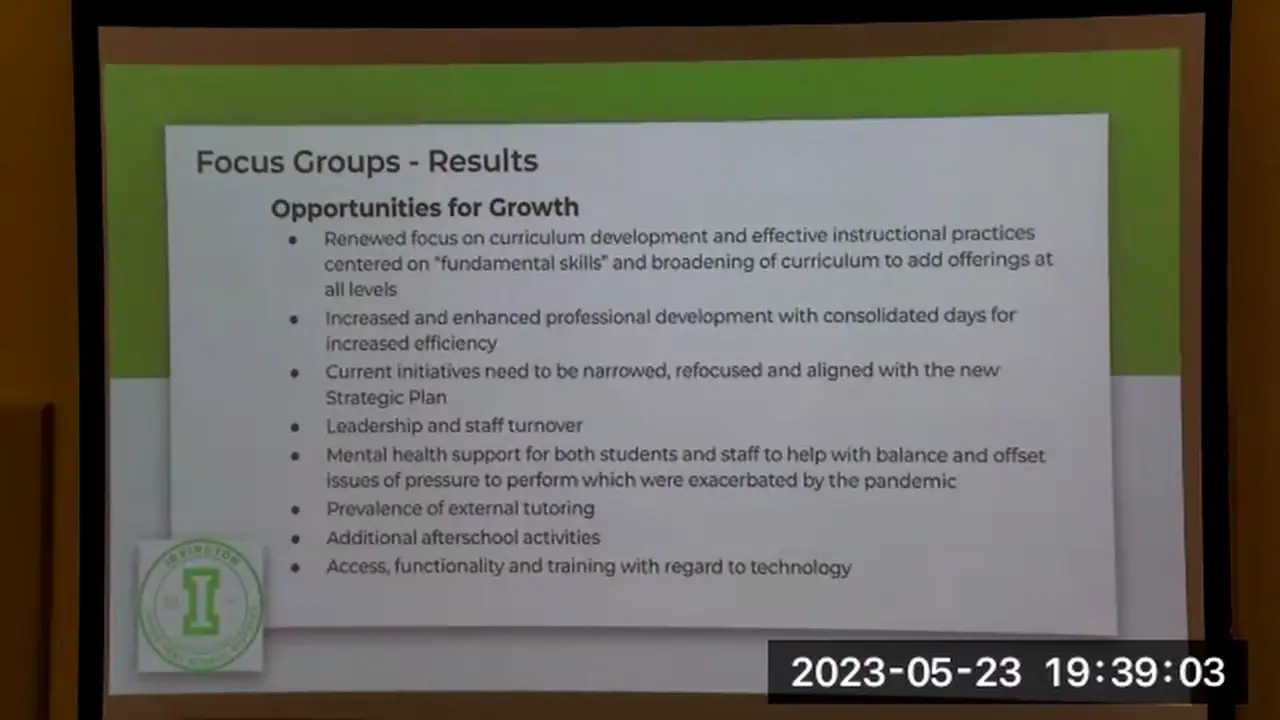 Focus Groups - Results
Opportunities for Growth
● Renewed focus on curriculum development and effective instructional practices
centered on "fundamental skills" and broadening of curriculum to add offerings at
all levels
● Increased and enhanced professional development with consolidated days for
increased efficiency
● Current initiatives need to be narrowed, refocused and aligned with the new
Strategic Plan
● Leadership and staff turnover
● Mental health support for both students and staff to help with balance and offset
issues of pressure to perform which were exacerbated by the pandemic
● Prevalence of external tutoring
● Additional afterschool activities
● Access, functionality and training with regard to technology
IRVINGTON
I
2023-05-23 19:39:03